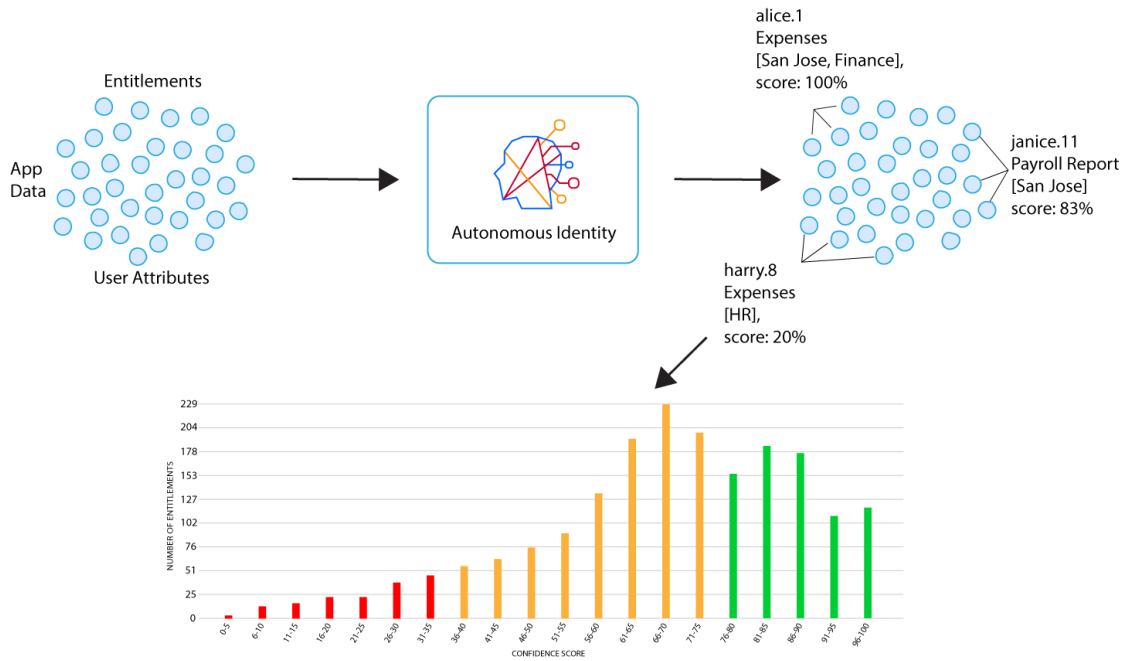 Entitlements
App
Data
User Attributes
Autonomous Identity
alice.1
Expenses
[San Jose, Finance],
score: 100%
janice.11
Payroll Report
[San Jose]
score: 83%
harry.8
Expenses
[HR],
score: 20%
NUMBER OF ENTITLEMENTS
229
204
178
153
127
102
76
51
25
0
0-5
6-10
11-15
16-20
21-25
26-30
31-35
36-40
41-45
46-50
51-55
56-60
61-65
66-70
71-75
76-80
81-85
86-90
91-95
96-100
CONFIDENCE SCORE